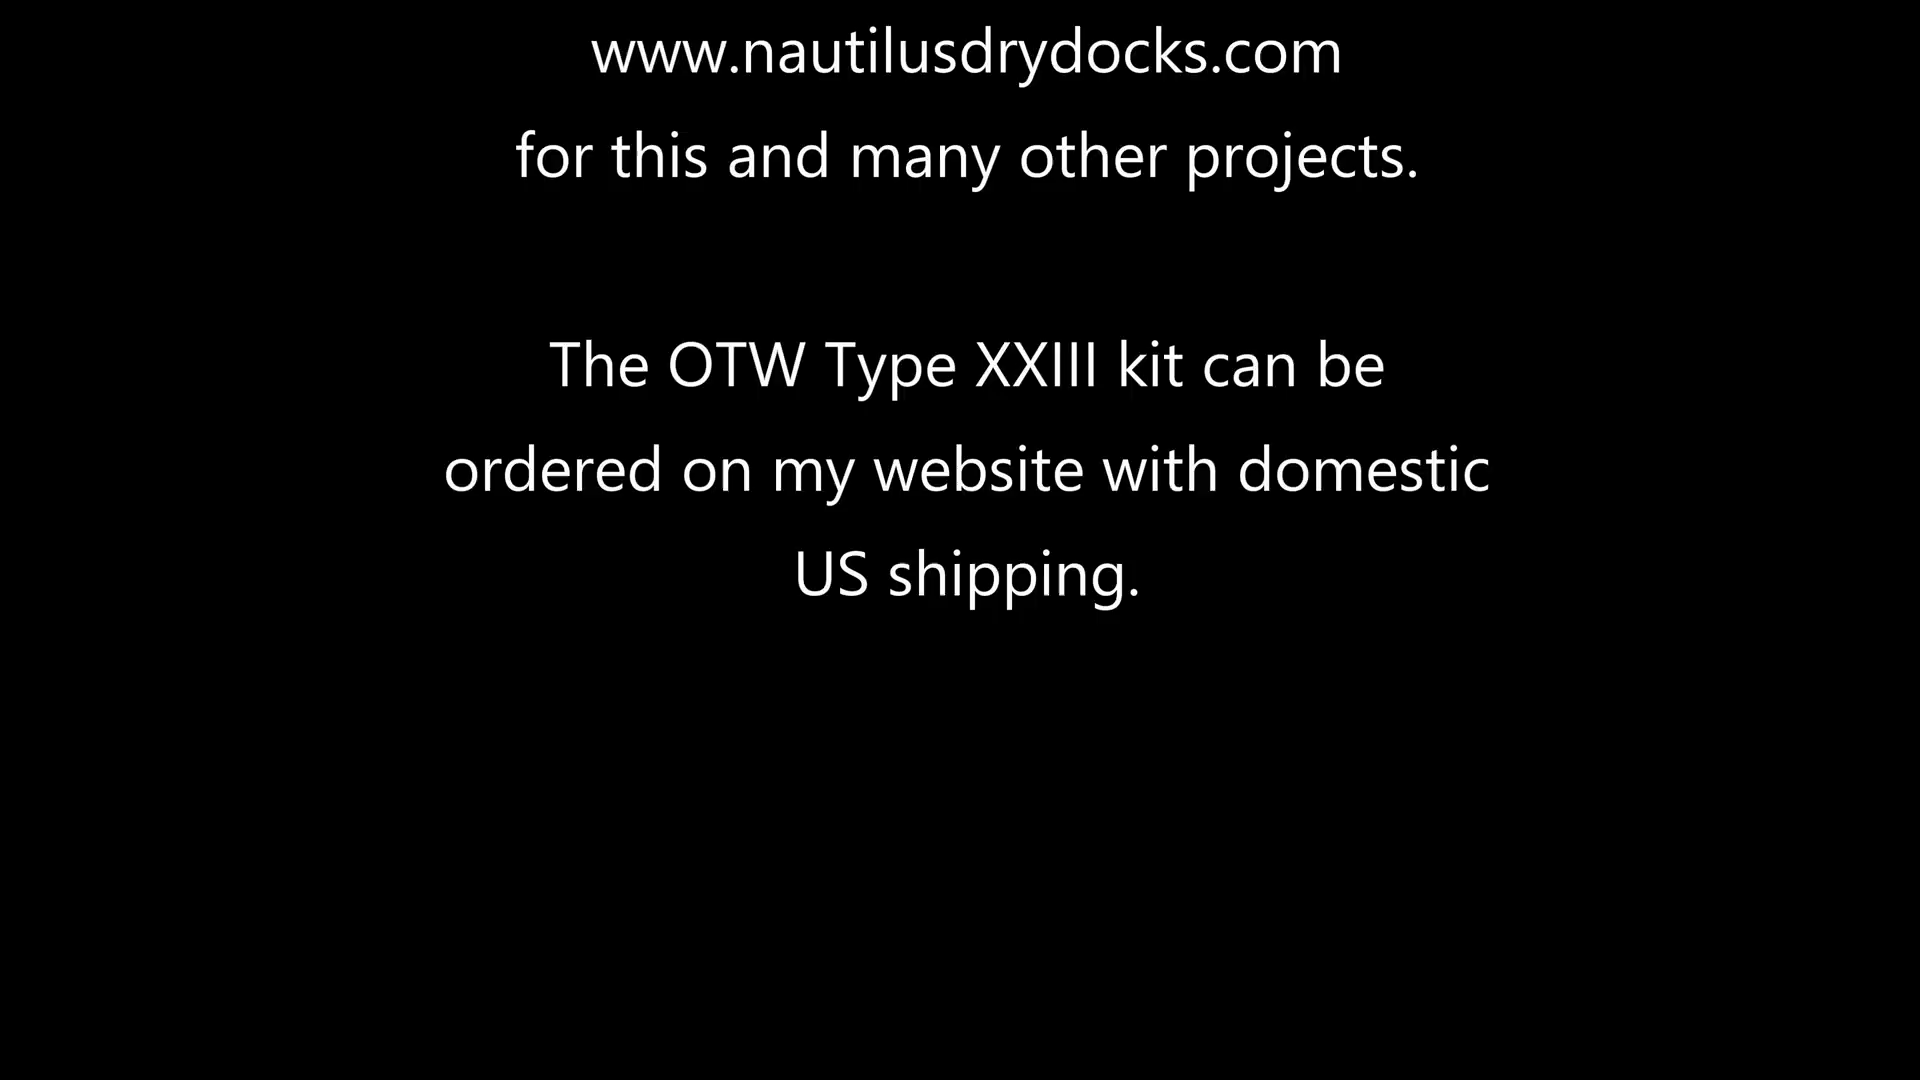 www.nautilusdrydocks.com
for this and many other projects.
The OTW Type XXIII kit can be
ordered on my website with domestic
US shipping.